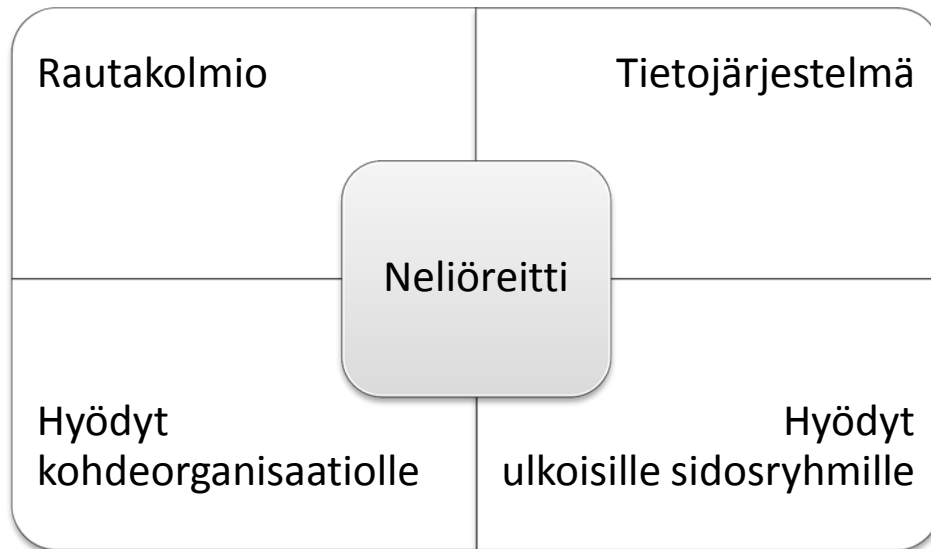 Rautakolmio
Tietojärjestelmä
Neliöreitti
Hyödyt
kohdeorganisaatiolle
Hyödyt
ulkoisille sidosryhmille